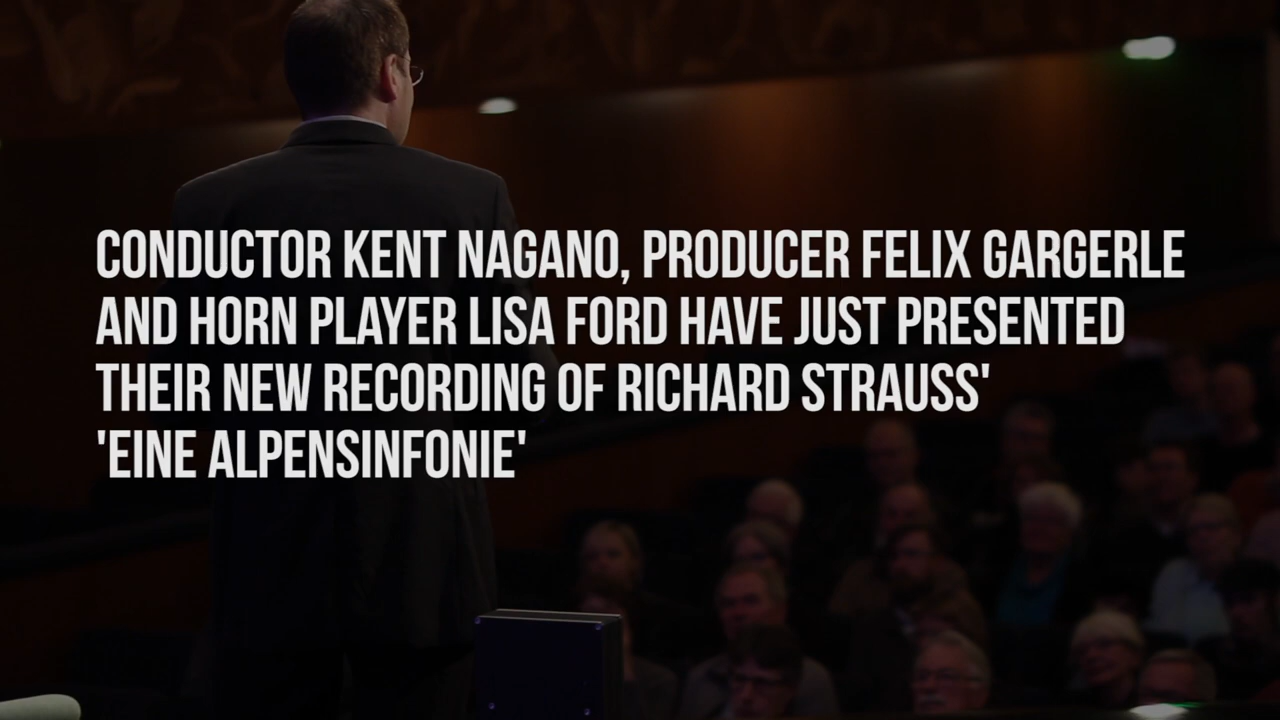 CONDUCTOR KENT NAGANO, PRODUCER FELIX GARGERLE
AND HORN PLAYER LISA FORD HAVE JUST PRESENTED
THEIR NEW RECORDING OF RICHARD STRAUSS'
'EINE ALPENSINFONIE'